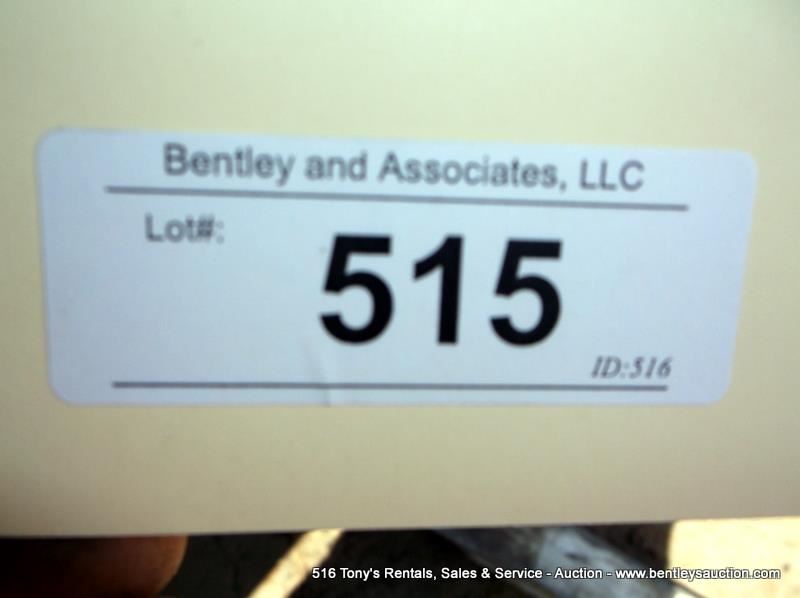 Bentley and Associates, LLC
Lot#:
515
ID:516
516 Tony's Rentals, Sales & Service - Auction - www.bentleysauction.com